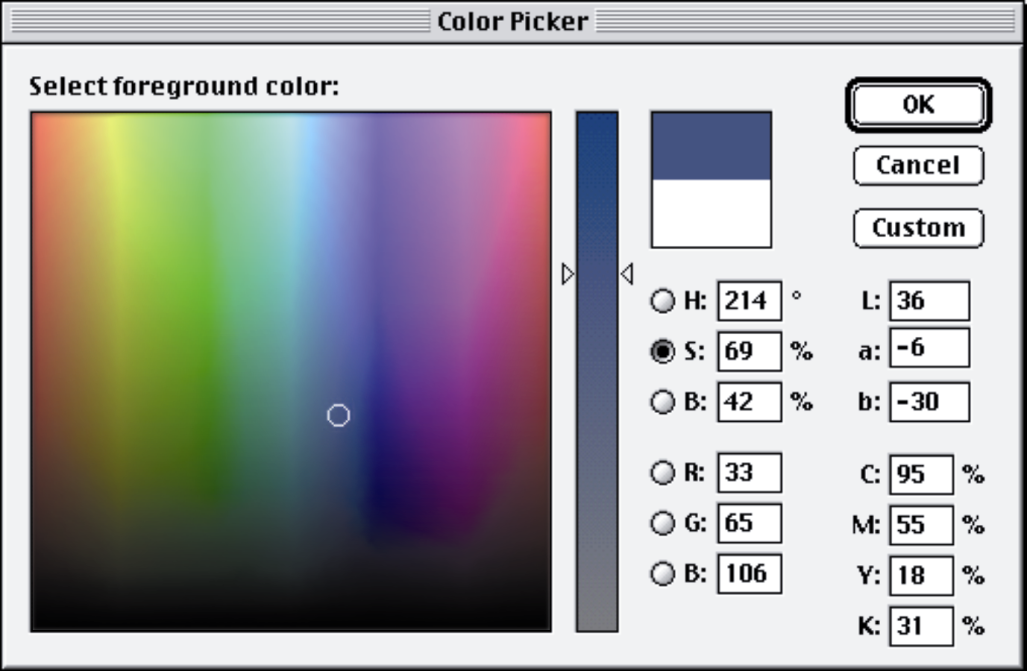 Color Picker
Select foreground color:
OK
Cancel
Custom
H: 214 °
S: 69 %
B: 42 %
R: 33
G: 65
B: 106
L: 36
a: -6
b: -30
C: 95 %
M: 55 %
Y: 18 %
K: 31 %